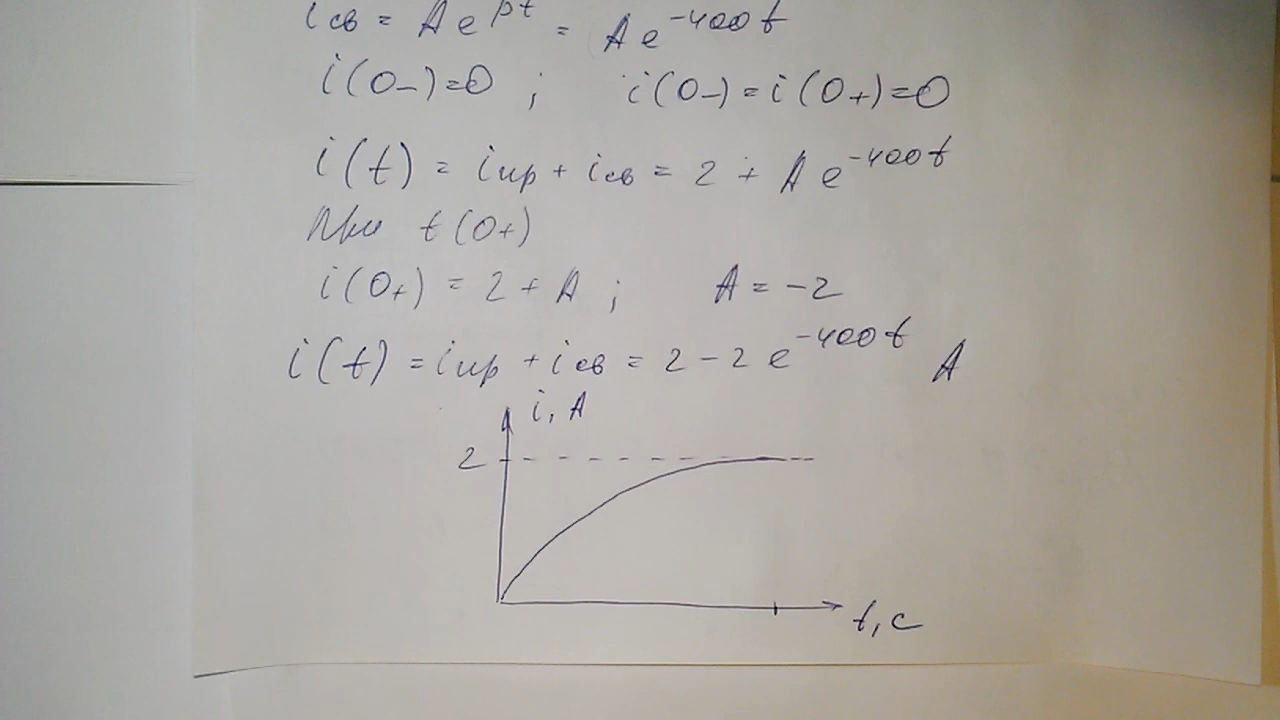 iсв = Ae^pt = Ae^-400t
i(0-)=0 ; i(0-)=i(0+)=0
i(t) = iпр + iсв = 2 + Ae^-400t
При t(0+)
i(0+) = 2 + A ; A = -2
i(t) = iпр + iсв = 2 - 2e^-400t A
i, A
2
t, с